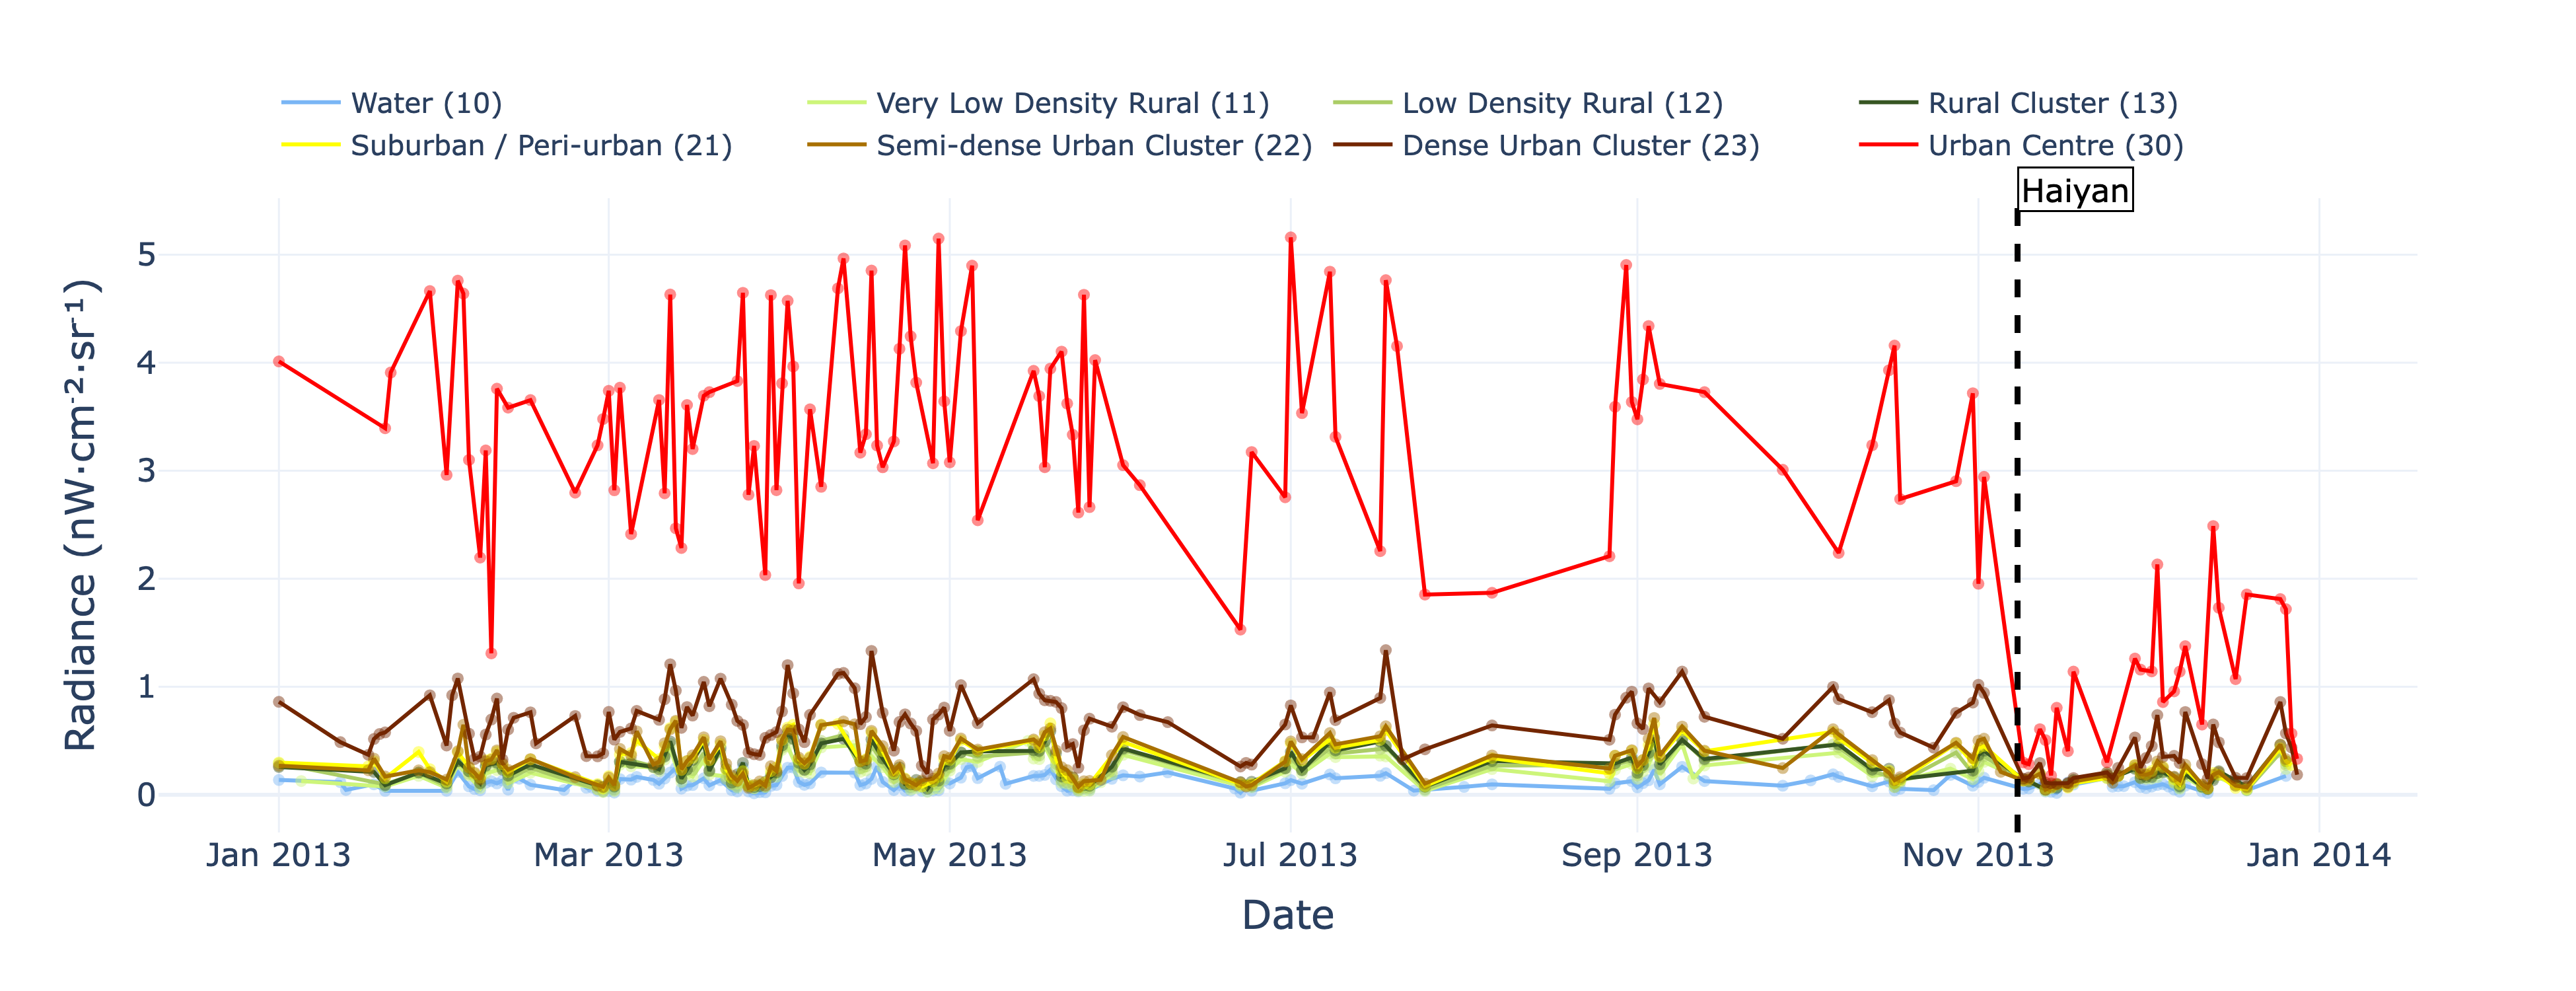 Water (10)
Very Low Density Rural (11)
Low Density Rural (12)
Rural Cluster (13)
Suburban / Peri-urban (21)
Semi-dense Urban Cluster (22)
Dense Urban Cluster (23)
Urban Centre (30)
Haiyan
Radiance (nW·cm⁻²·sr⁻¹)
5
4
3
2
1
0
Jan 2013
Mar 2013
May 2013
Jul 2013
Sep 2013
Nov 2013
Jan 2014
Date